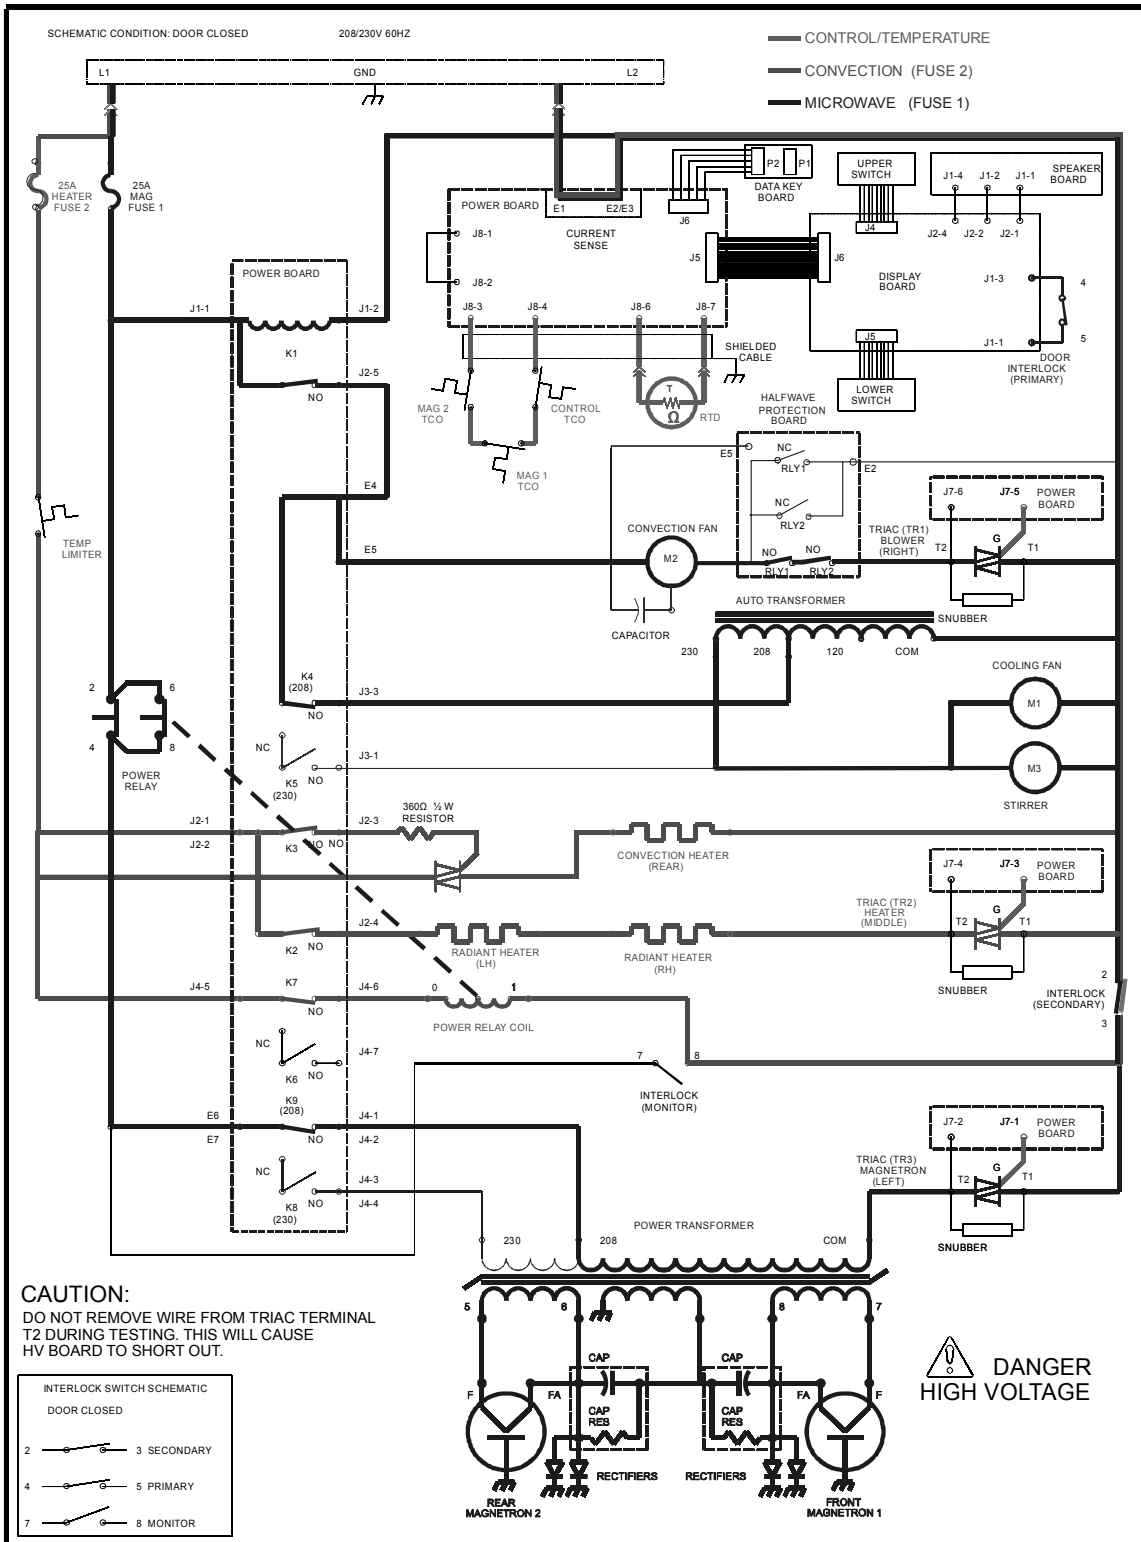 SCHEMATIC CONDITION: DOOR CLOSED
208/230V 60HZ
CONTROL/TEMPERATURE
CONVECTION (FUSE 2)
MICROWAVE (FUSE 1)
L1
GND
L2
25A
HEATER
FUSE 2
25A
MAG
FUSE 1
POWER BOARD
E1
E2/E3
CURRENT
SENSE
J8-1
J8-2
J8-3
J8-4
J8-6
J8-7
J6
J5
P2
P1
DATA KEY
BOARD
UPPER
SWITCH
J4
J1-4
J1-2
J1-1
SPEAKER
BOARD
J2-4
J2-2
J2-1
J6
DISPLAY
BOARD
J1-3
4
5
J1-1
J5
LOWER
SWITCH
DOOR
INTERLOCK
(PRIMARY)
SHIELDED
CABLE
MAG 2
TCO
CONTROL
TCO
MAG 1
TCO
T
Ω
RTD
POWER BOARD
J1-1
J1-2
K1
J2-5
NO
HALFWAVE
PROTECTION
BOARD
E5
NC
RLY1
E2
NC
RLY2
NO
NO
RLY1
RLY2
E4
E5
CONVECTION FAN
M2
CAPACITOR
J7-6
J7-5
POWER
BOARD
TRIAC (TR1)
BLOWER
(RIGHT)
T2
G
T1
SNUBBER
TEMP
LIMITER
AUTO TRANSFORMER
230
208
120
COM
COOLING FAN
M1
M3
STIRRER
2
6
4
8
POWER
RELAY
K4
(208)
J3-3
NO
NC
J3-1
K5
NO
(230)
J2-1
J2-2
K3
NO
NO
J2-3
360Ω ½ W
RESISTOR
CONVECTION HEATER
(REAR)
J7-4
J7-3
POWER
BOARD
TRIAC (TR2)
HEATER
(MIDDLE)
T2
G
T1
SNUBBER
J2-4
K2
NO
RADIANT HEATER
(LH)
RADIANT HEATER
(RH)
J4-5
K7
J4-6
NO
0
1
POWER RELAY COIL
2
INTERLOCK
(SECONDARY)
3
NC
J4-7
K6
NO
7
8
INTERLOCK
(MONITOR)
K9
(208)
E6
E7
J4-1
J4-2
NO
NC
J4-3
J4-4
K8
NO
(230)
J7-2
J7-1
POWER
BOARD
TRIAC (TR3)
MAGNETRON
(LEFT)
T2
G
T1
SNUBBER
POWER TRANSFORMER
230
208
COM
5
6
8
7
CAP
CAP
F
FA
FA
F
CAP
RES
CAP
RES
RECTIFIERS
RECTIFIERS
REAR
MAGNETRON 2
FRONT
MAGNETRON 1
CAUTION:
DO NOT REMOVE WIRE FROM TRIAC TERMINAL
T2 DURING TESTING. THIS WILL CAUSE
HV BOARD TO SHORT OUT.
DANGER
HIGH VOLTAGE
INTERLOCK SWITCH SCHEMATIC
DOOR CLOSED
2 3 SECONDARY
4 5 PRIMARY
7 8 MONITOR